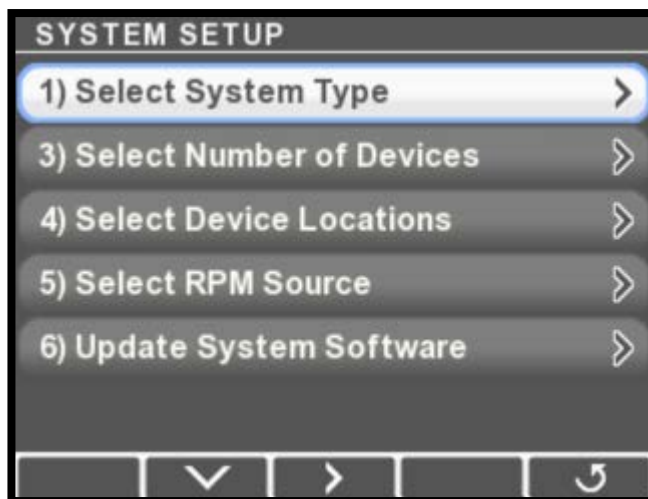 SYSTEM SETUP
1) Select System Type
3) Select Number of Devices
4) Select Device Locations
5) Select RPM Source
6) Update System Software